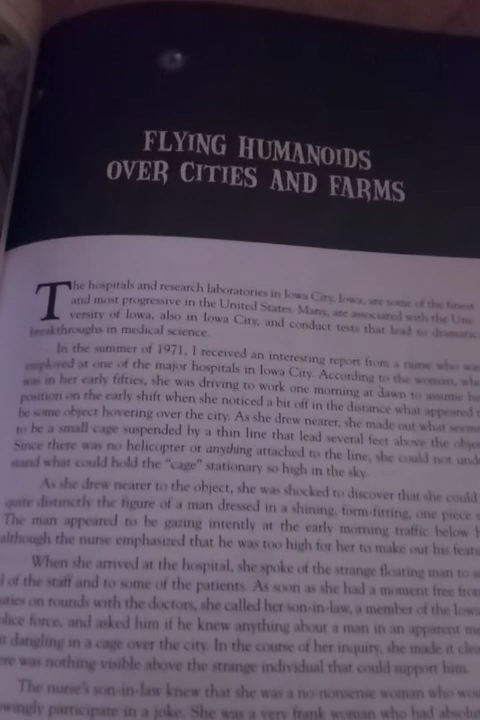 FLYING HUMANOIDS
OVER CITIES AND FARMS
The hospitals and research laboratories in Iowa City, Iowa, are some of the finest
and most progressive in the United States. Many, are associated with the Uni-
versity of Iowa, also in Iowa City, and conduct tests that lead to dramatic
breakthroughs in medical science.
In the summer of 1971, I received an interesting report from a nurse who was
employed at one of the major hospitals in Iowa City. According to the woman, who
was in her early fifties, she was driving to work one morning at dawn to assume her
position on the early shift when she noticed a bit off in the distance what appeared
be some object hovering over the city. As she drew nearer, she made out what seem
to be a small cage suspended by a thin line that lead several feet above the obje
Since there was no helicopter or anything attached to the line, she could not unde
stand what could hold the "cage" stationary so high in the sky.
As she drew nearer to the object, she was shocked to discover that she could
quite distinctly the figure of a man dressed in a shining, form-fitting, one piece s
The man appeared to be gazing intently at the early morning traffic below h
although the nurse emphasized that he was too high for her to make out his featu
When she arrived at the hospital, she spoke of the strange floating man to
l of the staff and to some of the patients. As soon as she had a moment free from
uties on rounds with the doctors, she called her son-in-law, a member of the Iowa
olice force, and asked him if he knew anything about a man in an apparent me
t dangling in a cage over the city. In the course of her inquiry, she made it clea
ere was nothing visible above the strange individual that could support him.
The nurse's son-in-law knew that she was a no-nonsense woman who wou
owingly participate in a joke. She was a very frank woman who had absolu